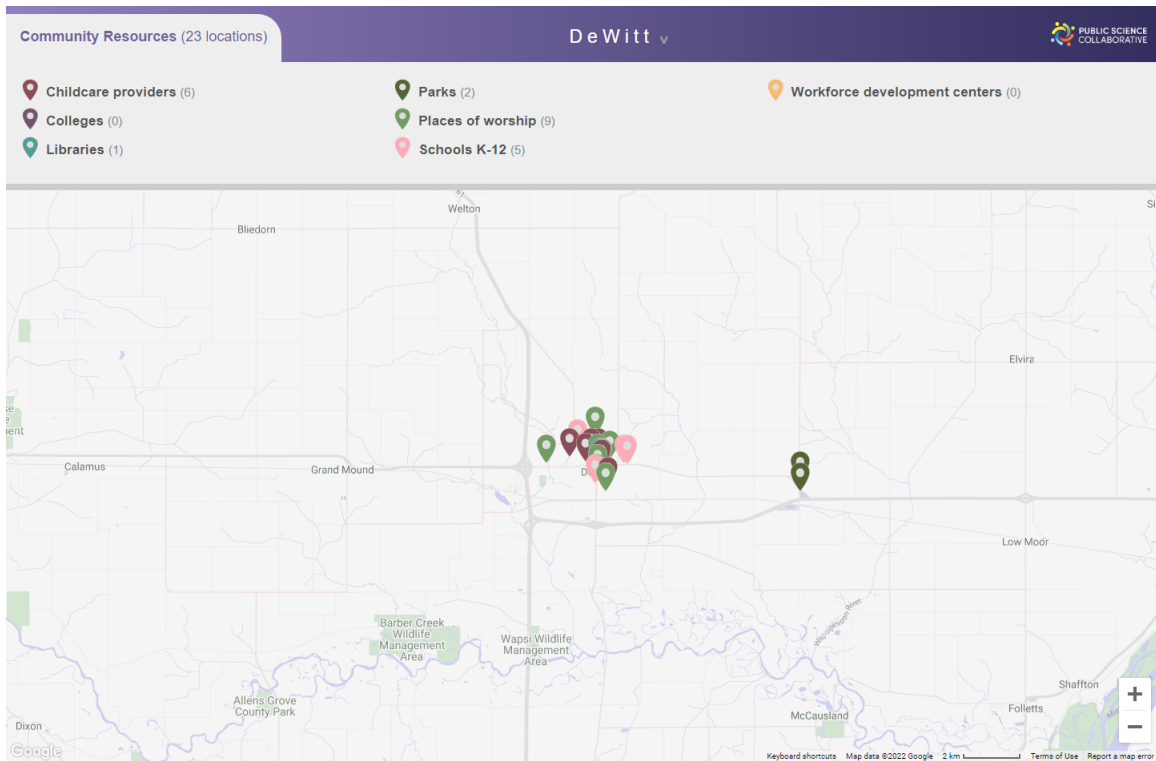 Community Resources (23 locations)
DeWitt v
PUBLIC SCIENCE
COLLABORATIVE
Childcare providers (6)
Parks (2)
Workforce development centers (0)
Colleges (0)
Places of worship (9)
Libraries (1)
Schools K-12 (5)
61
Welton
Bliedorn
Elvira
Calamus
Grand Mound
Low Moor
Barber Creek
Wildlife
Management
Area
Wapsi Wildlife
Management
Area
Wapsipinicon River
Allens Grove
County Park
Shaffton
Folletts
McCausland
Dixon
+
−
Google
Keyboard shortcuts Map data ©2022 Google 2 km Terms of Use Report a map error